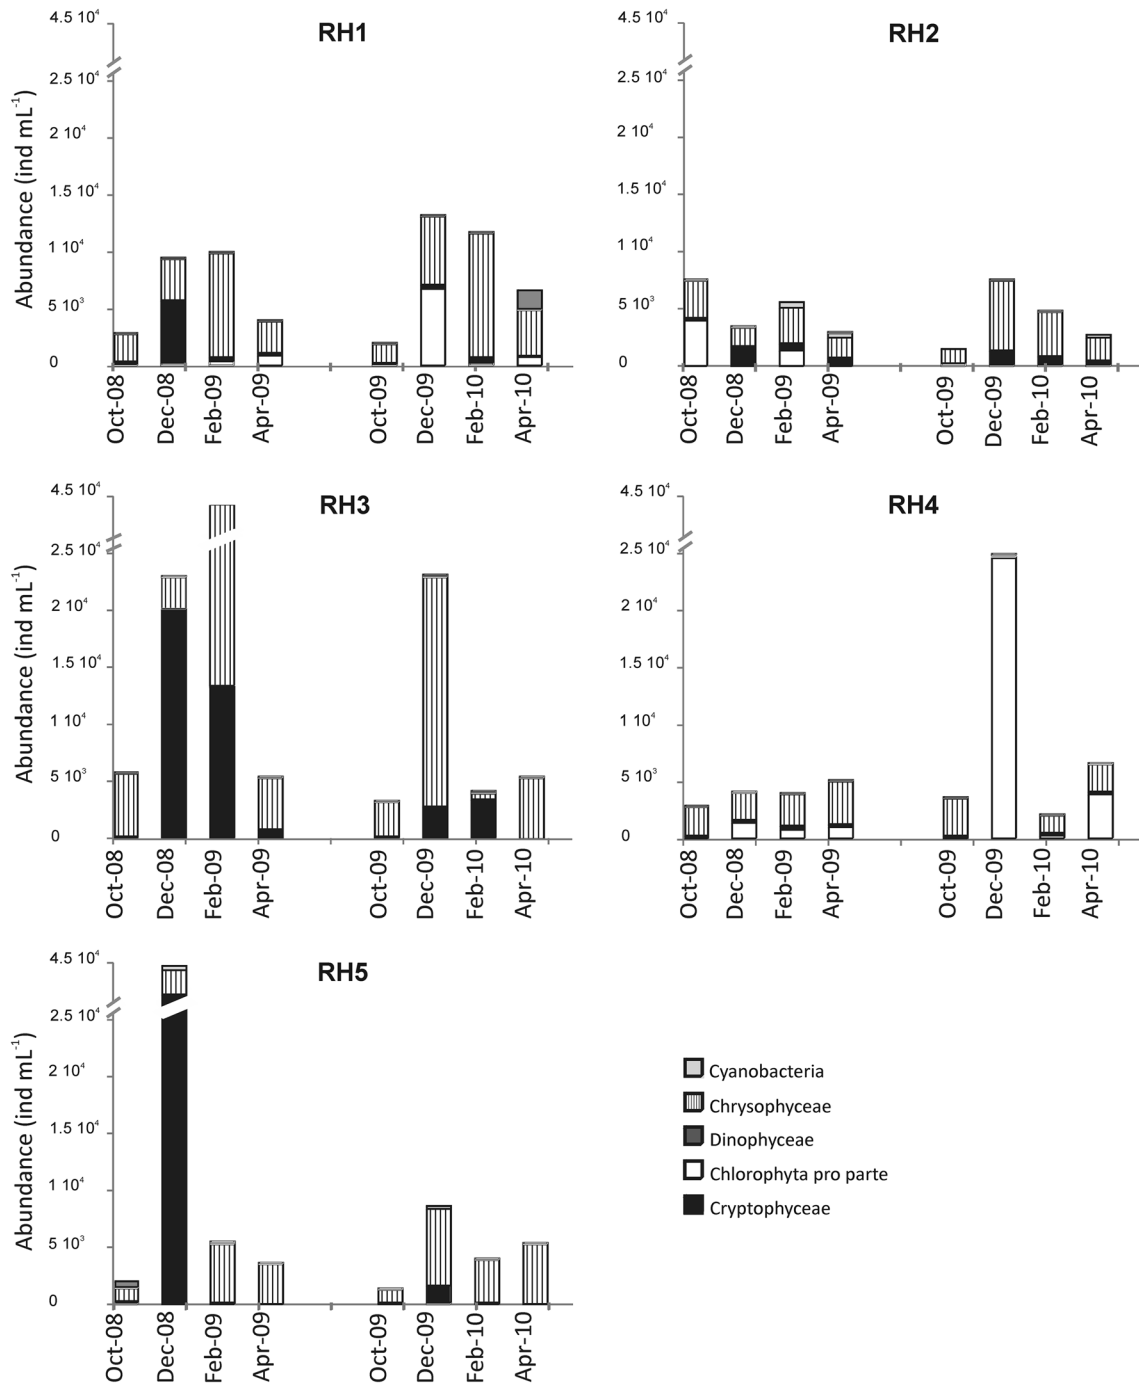 RH1
Abundance (ind mL⁻¹)
4.5 10⁴
2.5 10⁴
2 10⁴
1.5 10⁴
1 10⁴
5 10³
0
Oct-08
Dec-08
Feb-09
Apr-09
Oct-09
Dec-09
Feb-10
Apr-10
RH2
4.5 10⁴
2.5 10⁴
2 10⁴
1.5 10⁴
1 10⁴
5 10³
0
Oct-08
Dec-08
Feb-09
Apr-09
Oct-09
Dec-09
Feb-10
Apr-10
RH3
Abundance (ind mL⁻¹)
4.5 10⁴
2.5 10⁴
2 10⁴
1.5 10⁴
1 10⁴
5 10³
0
Oct-08
Dec-08
Feb-09
Apr-09
Oct-09
Dec-09
Feb-10
Apr-10
RH4
4.5 10⁴
2.5 10⁴
2 10⁴
1.5 10⁴
1 10⁴
5 10³
0
Oct-08
Dec-08
Feb-09
Apr-09
Oct-09
Dec-09
Feb-10
Apr-10
RH5
Abundance (ind mL⁻¹)
4.5 10⁴
2.5 10⁴
2 10⁴
1.5 10⁴
1 10⁴
5 10³
0
Oct-08
Dec-08
Feb-09
Apr-09
Oct-09
Dec-09
Feb-10
Apr-10
Cyanobacteria
Chrysophyceae
Dinophyceae
Chlorophyta pro parte
Cryptophyceae